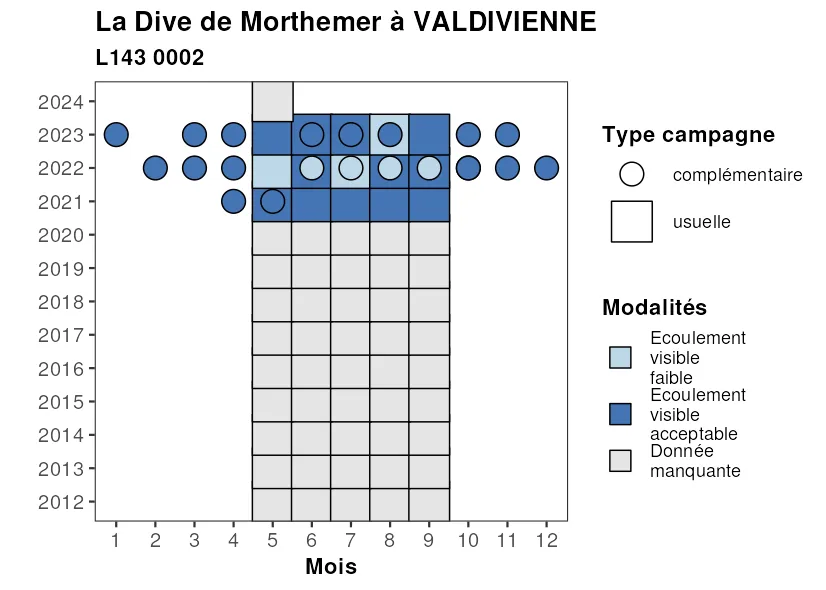 La Dive de Morthemer à VALDIVIENNE
L143 0002
2024
2023
2022
2021
2020
2019
2018
2017
2016
2015
2014
2013
2012
1 2 3 4 5 6 7 8 9 10 11 12
Mois
Type campagne
complémentaire
usuelle
Modalités
Ecoulement
visible
faible
Ecoulement
visible
acceptable
Donnée
manquante